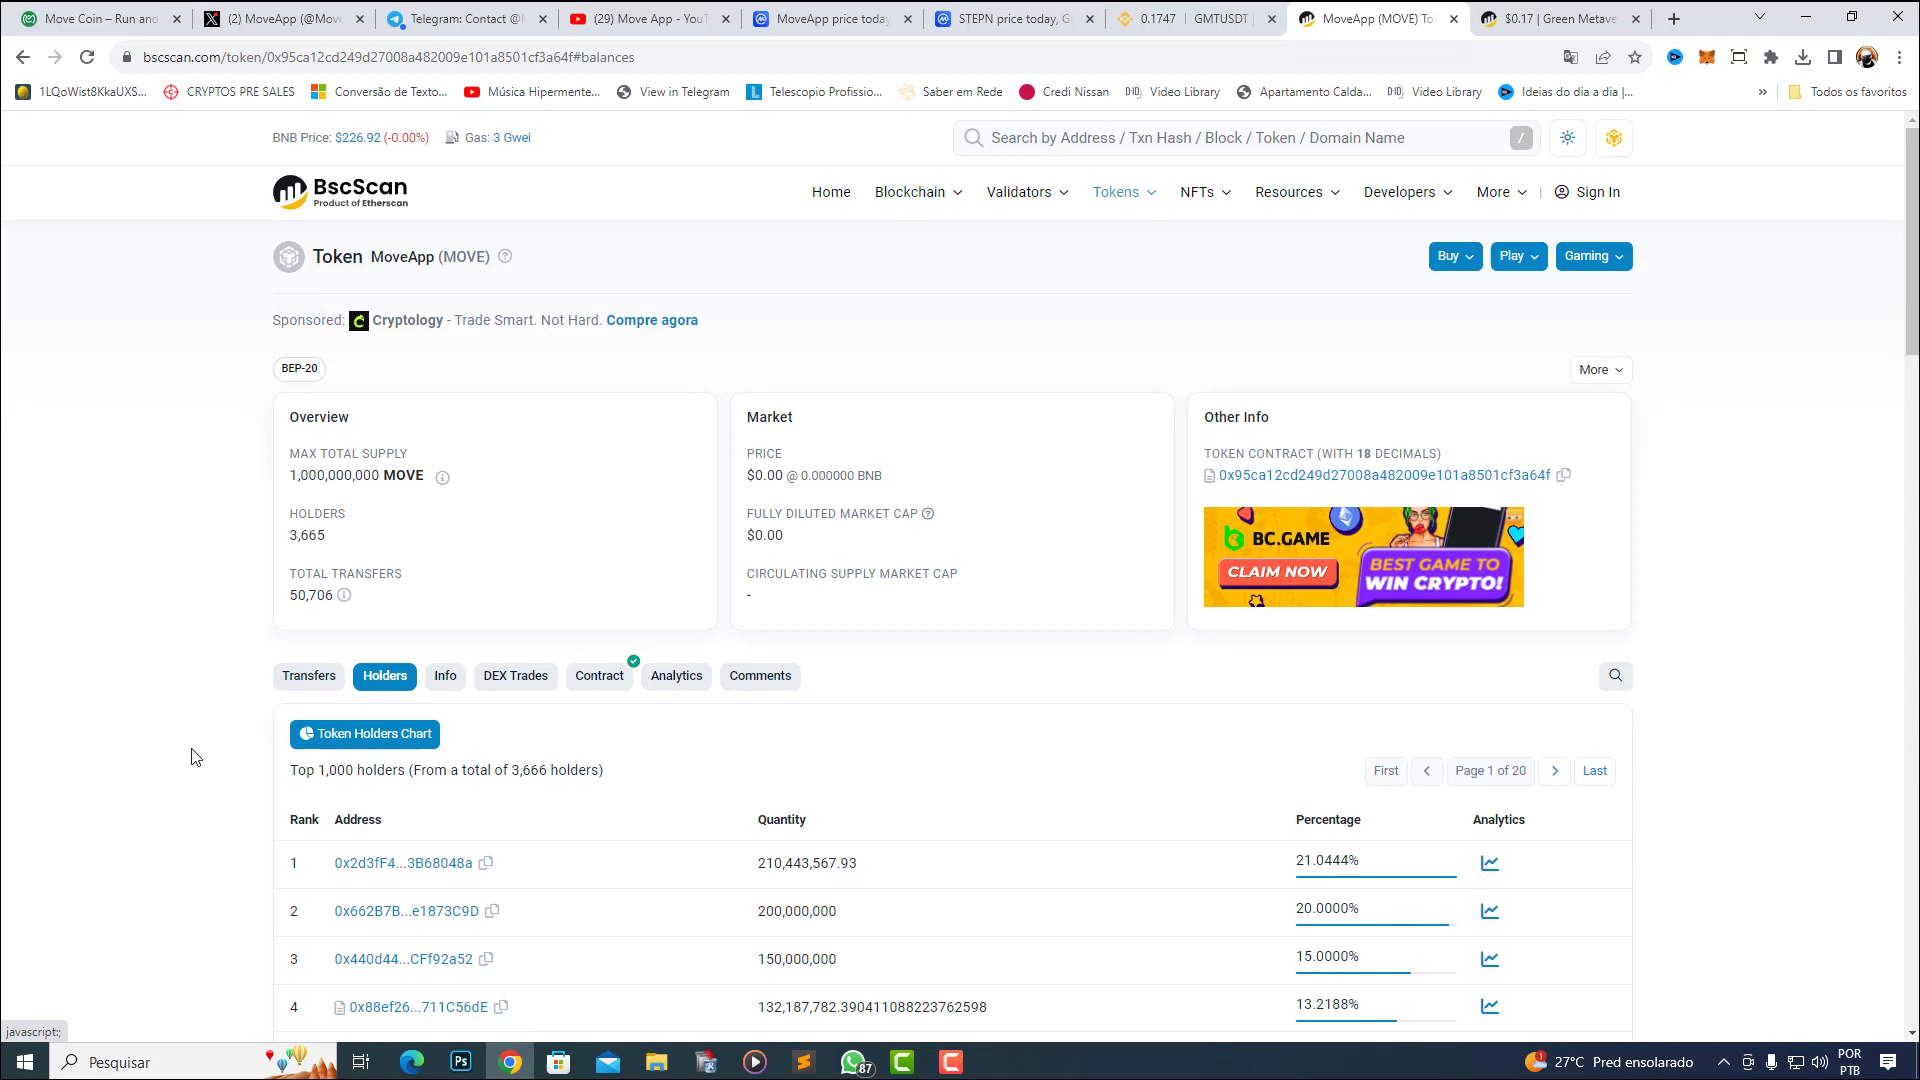 Move Coin – Run and
(2) MoveApp (@Move
Telegram: Contact @
(29) Move App - YouT
MoveApp price today
STEPN price today, G
0.1747 | GMTUSDT
MoveApp (MOVE) To
$0.17 | Green Metave
bscscan.com/token/0x95ca12cd249d27008a482009e101a8501cf3a64f#balances
1LQoWist8KkaUXS...
CRYPTOS PRE SALES
Conversão de Texto...
Música Hipermente...
View in Telegram
Telescopio Profissio...
Saber em Rede
Credi Nissan
Video Library
Apartamento Calda...
Video Library
Ideias do dia a dia |...
»
Todos os favoritos
BNB Price: $226.92 (-0.00%)
Gas: 3 Gwei
Search by Address / Txn Hash / Block / Token / Domain Name
/
BscScan
Product of Etherscan
Home
Blockchain
Validators
Tokens
NFTs
Resources
Developers
More
|
Sign In
Token MoveApp (MOVE)
Buy
Play
Gaming
Sponsored: Cryptology - Trade Smart. Not Hard. Compre agora
BEP-20
More
Overview
MAX TOTAL SUPPLY
1,000,000,000 MOVE
HOLDERS
3,665
TOTAL TRANSFERS
50,706
Market
PRICE
$0.00 @ 0.000000 BNB
FULLY DILUTED MARKET CAP
$0.00
CIRCULATING SUPPLY MARKET CAP
-
Other Info
TOKEN CONTRACT (WITH 18 DECIMALS)
0x95ca12cd249d27008a482009e101a8501cf3a64f
BC.GAME
CLAIM NOW
BEST GAME TO
WIN CRYPTO!
Transfers
Holders
Info
DEX Trades
Contract
Analytics
Comments
Token Holders Chart
Top 1,000 holders (From a total of 3,666 holders)
First
Page 1 of 20
Last
Rank Address Quantity Percentage Analytics
1 0x2d3fF4...3B68048a 210,443,567.93 21.0444%
2 0x662B7B...e1873C9D 200,000,000 20.0000%
3 0x440d44...CFf92a52 150,000,000 15.0000%
4 0x88ef26...711C56dE 132,187,782.390411088223762598 13.2188%
javascript:;
Pesquisar
Ps
87
1
27°C Pred ensolarado
POR
PTB